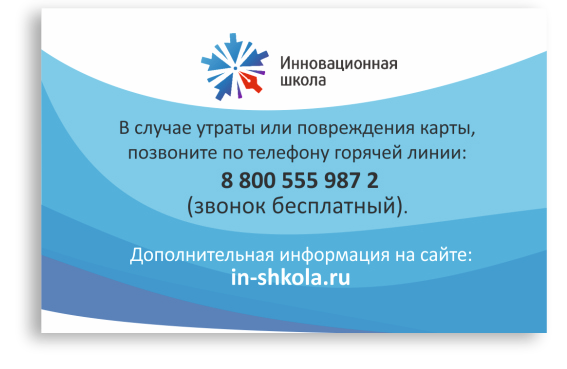 Инновационная
школа
В случае утраты или повреждения карты,
позвоните по телефону горячей линии:
8 800 555 987 2
(звонок бесплатный).
Дополнительная информация на сайте:
in-shkola.ru